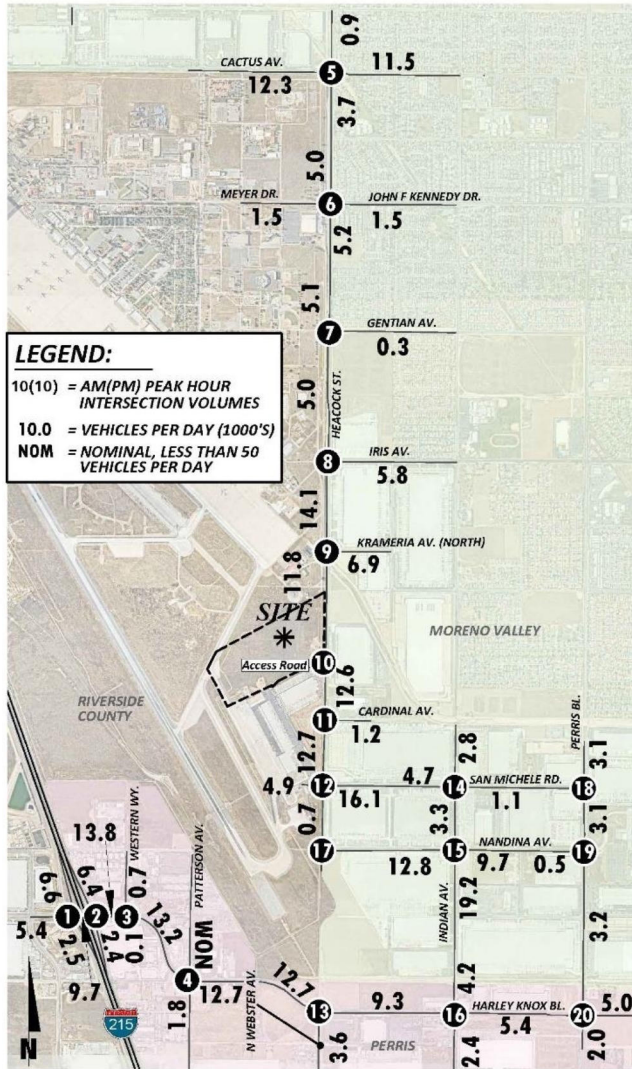 0.9
CACTUS AV.
11.5
5
12.3
3.7
5.0
MEYER DR.
6
JOHN F KENNEDY DR.
1.5
1.5
5.2
5.1
7
GENTIAN AV.
0.3
LEGEND:
10(10) = AM(PM) PEAK HOUR
INTERSECTION VOLUMES
10.0 = VEHICLES PER DAY (1000'S)
NOM = NOMINAL, LESS THAN 50
VEHICLES PER DAY
5.0
HEACOCK ST.
8
IRIS AV.
5.8
14.1
9
KRAMERIA AV. (NORTH)
6.9
11.8
SITE
MORENO VALLEY
Access Road
10
12.6
RIVERSIDE
COUNTY
11
CARDINAL AV.
1.2
12.7
2.8
PERRIS BL.
3.1
4.9
12
4.7
14
SAN MICHELE RD.
18
16.1
1.1
0.7
3.3
3.1
13.8
WESTERN WY.
17
12.8
15
NANDINA AV.
9.7
0.5
19
PATTERSON AV.
6.6
6.4
0.7
INDIAN AV.
19.2
5.4
1
2
3
13.2
3.2
2.5
2.4
1.0
NOM
9.7
4
12.7
12.7
4.2
1.8
N WEBSTER AV.
13
9.3
16
HARLEY KNOX BL.
5.0
20
5.4
215
N
3.6
PERRIS
2.4
2.0